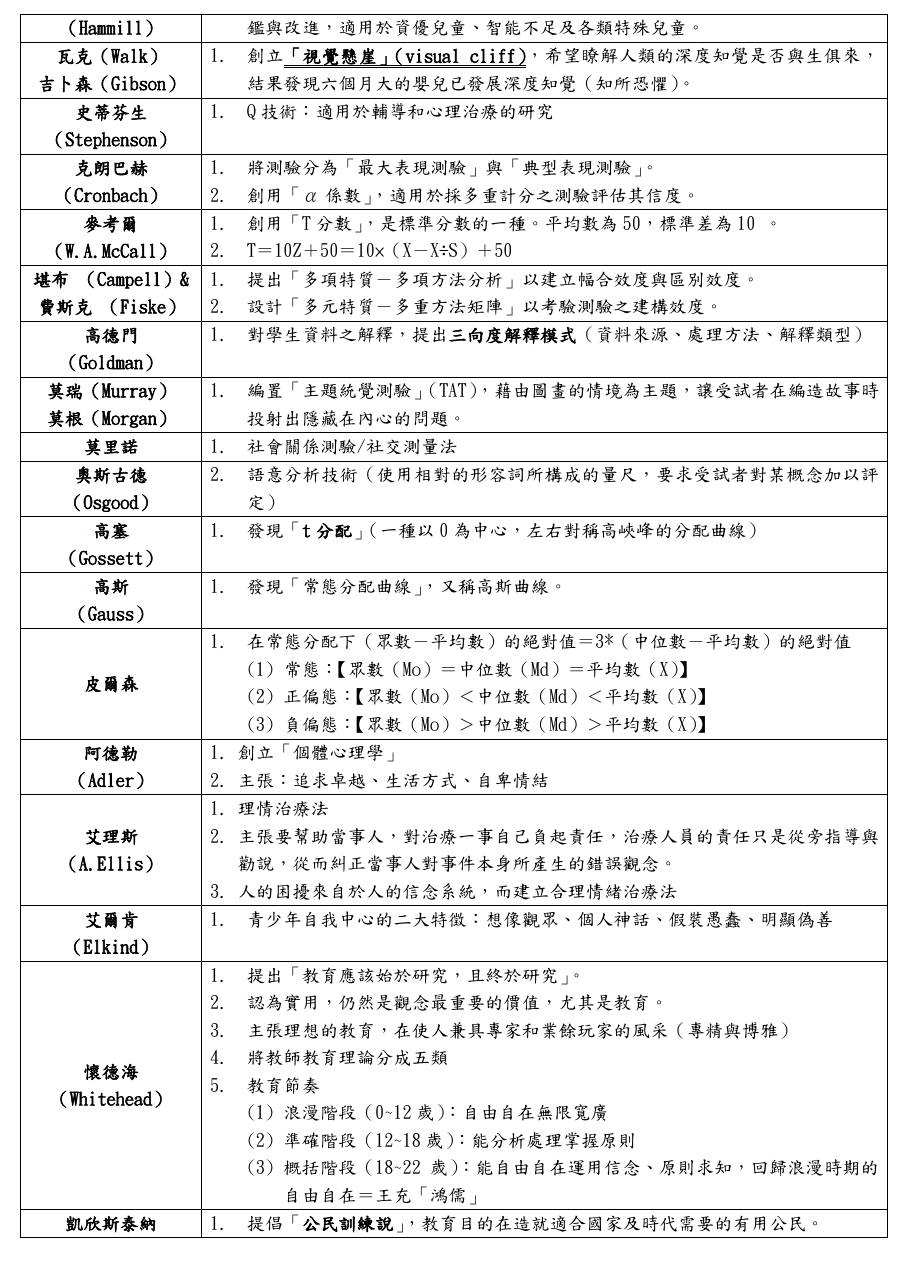 （Hammill）
鑑與改進，適用於資優兒童、智能不足及各類特殊兒童。
瓦克（Walk）
吉卜森（Gibson）
1. 創立「視覺懸崖」(visual cliff)，希望瞭解人類的深度知覺是否與生俱來，
結果發現六個月大的嬰兒已發展深度知覺（知所恐懼）。
史蒂芬生
（Stephenson）
1. Q技術：適用於輔導和心理治療的研究
克朗巴赫
（Cronbach）
1. 將測驗分為「最大表現測驗」與「典型表現測驗」。
2. 創用「α 係數」，適用於採多重計分之測驗評估其信度。
麥考爾
（W.A.McCall）
1. 創用「T分數」，是標準分數的一種。平均數為50，標準差為10 。
2. T＝10Z＋50＝10×（X－X÷S）＋50
堪布 （Campell）&
費斯克 （Fiske）
1. 提出「多項特質－多項方法分析」以建立幅合效度與區別效度。
2. 設計「多元特質－多重方法矩陣」以考驗測驗之建構效度。
高德門
（Goldman）
1. 對學生資料之解釋，提出三向度解釋模式（資料來源、處理方法、解釋類型）
莫瑞（Murray）
莫根（Morgan）
1. 編置「主題統覺測驗」（TAT），藉由圖畫的情境為主題，讓受試者在編造故事時
投射出隱藏在內心的問題。
莫里諾
1. 社會關係測驗/社交測量法
奧斯古德
（Osgood）
2. 語意分析技術（使用相對的形容詞所構成的量尺，要求受試者對某概念加以評
定）
高塞
（Gossett）
1. 發現「t分配」（一種以0為中心，左右對稱高峽峰的分配曲線）
高斯
（Gauss）
1. 發現「常態分配曲線」，又稱高斯曲線。
皮爾森
1. 在常態分配下（眾數－平均數）的絕對值＝3*（中位數－平均數）的絕對值
(1) 常態：【眾數（Mo）＝中位數（Md）＝平均數（X）】
(2) 正偏態：【眾數（Mo）＜中位數（Md）＜平均數（X）】
(3) 負偏態：【眾數（Mo）＞中位數（Md）＞平均數（X）】
阿德勒
（Adler）
1. 創立「個體心理學」
2. 主張：追求卓越、生活方式、自卑情結
艾理斯
（A.Ellis）
1. 理情治療法
2. 主張要幫助當事人，對治療一事自己負起責任，治療人員的責任只是從旁指導與
勸說，從而糾正當事人對事件本身所產生的錯誤觀念。
3. 人的困擾來自於人的信念系統，而建立合理情緒治療法
艾爾肯
（Elkind）
1. 青少年自我中心的二大特徵：想像觀眾、個人神話、假裝愚蠢、明顯偽善
懷德海
（Whitehead）
1. 提出「教育應該始於研究，且終於研究」。
2. 認為實用，仍然是觀念最重要的價值，尤其是教育。
3. 主張理想的教育，在使人兼具專家和業餘玩家的風采（專精與博雅）
4. 將教師教育理論分成五類
5. 教育節奏
(1) 浪漫階段（0~12歲）：自由自在無限寬廣
(2) 準確階段（12~18歲）：能分析處理掌握原則
(3) 概括階段（18~22 歲）：能自由自在運用信念、原則求知，回歸浪漫時期的
自由自在＝王充「鴻儒」
凱欣斯泰納
1. 提倡「公民訓練說」，教育目的在造就適合國家及時代需要的有用公民。